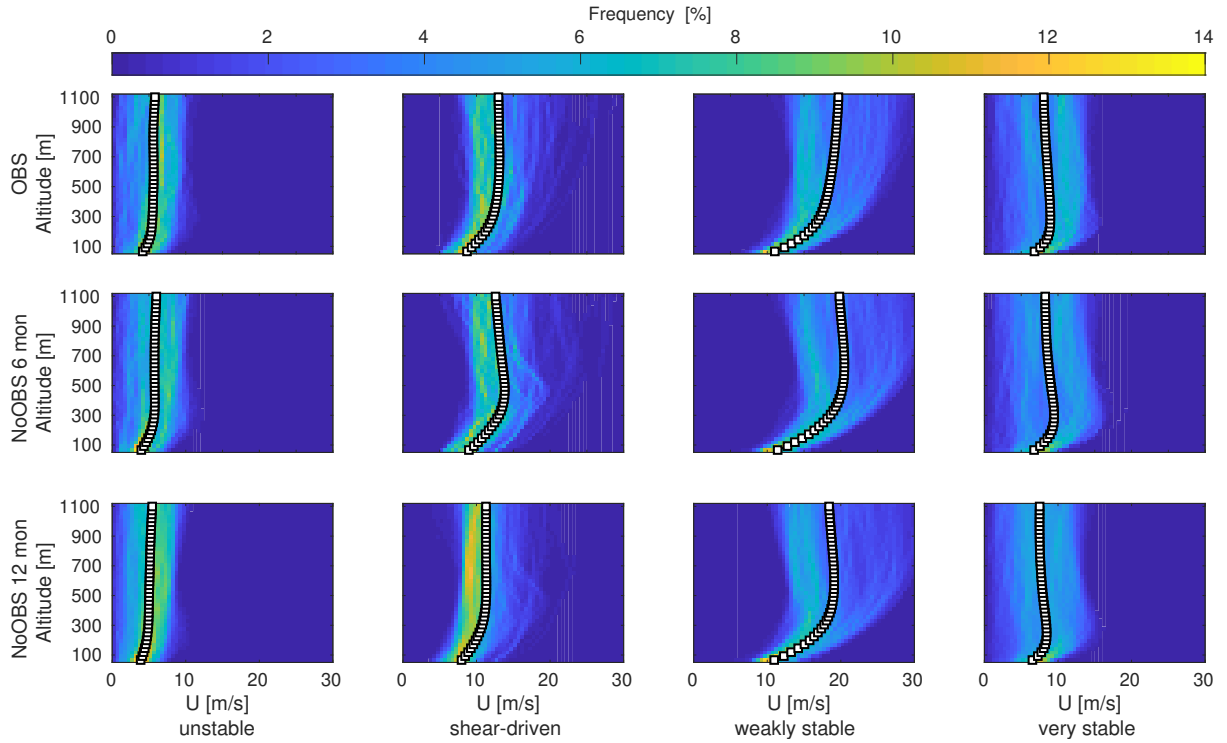 Frequency [%]
0 2 4 6 8 10 12 14
OBS
Altitude [m]
1100
900
700
500
300
100
NoOBS 6 mon
Altitude [m]
1100
900
700
500
300
100
NoOBS 12 mon
Altitude [m]
1100
900
700
500
300
100
0 10 20 30 0 10 20 30 0 10 20 30 0 10 20 30
U [m/s] U [m/s] U [m/s] U [m/s]
unstable shear-driven weakly stable very stable